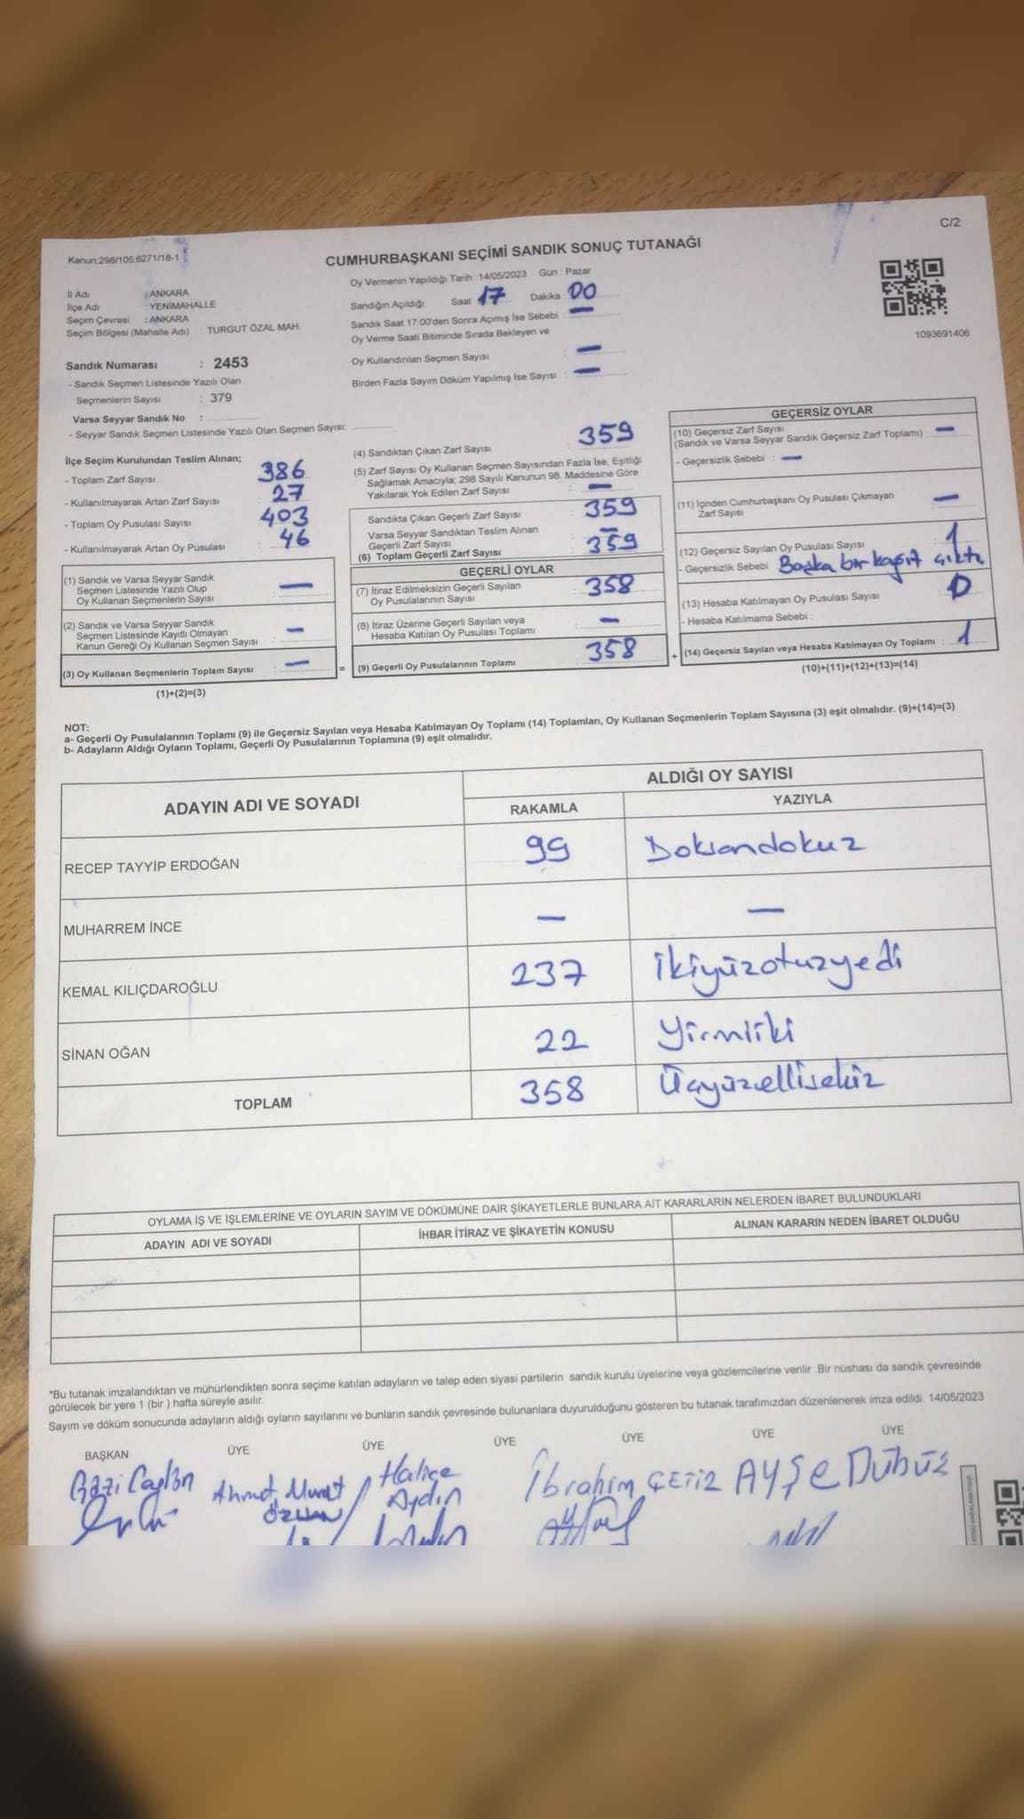 C/2
Kanun:298/105:6271/18-1
CUMHURBAŞKANI SEÇİMİ SANDIK SONUÇ TUTANAĞI
İl Adı : ANKARA
İlçe Adı YENİMAHALLE
Seçim Çevresi : ANKARA
Seçim Bölgesi (Mahalle Adı) : TURGUT ÖZAL MAH.
Oy Vermenin Yapıldığı Tarih : 14/05/2023 Gün : Pazar
Sandığın Açıldığı Saat 17 Dakika 00
Sandık Saat 17:00'den Sonra Açılmış İse Sebebi : —
Oy Verme Saati Bitiminde Sırada Bekleyen ve
Oy Kullandırılan Seçmen Sayısı : —
Birden Fazla Sayım Döküm Yapılmış İse Sayısı : —
1093691406
Sandık Numarası : 2453
- Sandık Seçmen Listesinde Yazılı Olan
Seçmenlerin Sayısı : 379
Varsa Seyyar Sandık No :
- Seyyar Sandık Seçmen Listesinde Yazılı Olan Seçmen Sayısı:
İlçe Seçim Kurulundan Teslim Alınan;
- Toplam Zarf Sayısı : 386
- Kullanılmayarak Artan Zarf Sayısı : 27
- Toplam Oy Pusulası Sayısı : 403
- Kullanılmayarak Artan Oy Pusulası : 46
(1) Sandık ve Varsa Seyyar Sandık
Seçmen Listesinde Yazılı Olup
Oy Kullanan Seçmenlerin Sayısı : —
(2) Sandık ve Varsa Seyyar Sandık
Seçmen Listesinde Kayıtlı Olmayan
Kanun Gereği Oy Kullanan Seçmen Sayısı : —
(3) Oy Kullanan Seçmenlerin Toplam Sayısı : —
(1)+(2)=(3)
=
(4) Sandıktan Çıkan Zarf Sayısı : 359
(5) Zarf Sayısı Oy Kullanan Seçmen Sayısından Fazla İse, Eşitliği
Sağlamak Amacıyla; 298 Sayılı Kanunun 98. Maddesine Göre
Yakılarak Yok Edilen Zarf Sayısı : —
Sandıkta Çıkan Geçerli Zarf Sayısı : 359
Varsa Seyyar Sandıktan Teslim Alınan
Geçerli Zarf Sayısı : —
(6) Toplam Geçerli Zarf Sayısı : 359
GEÇERLİ OYLAR
(7) İtiraz Edilmeksizin Geçerli Sayılan
Oy Pusulalarının Sayısı : 358
(8) İtiraz Üzerine Geçerli Sayılan veya
Hesaba Katılan Oy Pusulası Toplamı : —
(9) Geçerli Oy Pusulalarının Toplamı : 358
+
GEÇERSİZ OYLAR
(10) Geçersiz Zarf Sayısı : —
(Sandık ve Varsa Seyyar Sandık Geçersiz Zarf Toplamı)
- Geçersizlik Sebebi : —
(11) İçinden Cumhurbaşkanı Oy Pusulası Çıkmayan
Zarf Sayısı : —
(12) Geçersiz Sayılan Oy Pusulası Sayısı : 1
- Geçersizlik Sebebi Başka bir kağıt çıktı
(13) Hesaba Katılmayan Oy Pusulası Sayısı : 0
- Hesaba Katılmama Sebebi :
(14) Geçersiz Sayılan veya Hesaba Katılmayan Oy Toplamı : 1
(10)+(11)+(12)+(13)=(14)
NOT:
a- Geçerli Oy Pusulalarının Toplamı (9) ile Geçersiz Sayılan veya Hesaba Katılmayan Oy Toplamı (14) Toplamları, Oy Kullanan Seçmenlerin Toplam Sayısına (3) eşit olmalıdır. (9)+(14)=(3)
b- Adayların Aldığı Oyların Toplamı, Geçerli Oy Pusulalarının Toplamına (9) eşit olmalıdır.
ADAYIN ADI VE SOYADI
ALDIĞI OY SAYISI
RAKAMLA YAZIYLA
RECEP TAYYİP ERDOĞAN 99 Doksandokuz
MUHARREM İNCE — —
KEMAL KILIÇDAROĞLU 237 İkiyüzotuzyedi
SİNAN OĞAN 22 Yirmiiki
TOPLAM 358 Üçyüzellisekiz
OYLAMA İŞ VE İŞLEMLERİNE VE OYLARIN SAYIM VE DÖKÜMÜNE DAİR ŞİKAYETLERLE BUNLARA AİT KARARLARIN NELERDEN İBARET BULUNDUKLARI
ADAYIN ADI VE SOYADI İHBAR İTİRAZ VE ŞİKAYETİN KONUSU ALINAN KARARIN NEDEN İBARET OLDUĞU
*Bu tutanak imzalandıktan ve mühürlendikten sonra seçime katılan adayların ve talep eden siyasi partilerin sandık kurulu üyelerine veya gözlemcilerine verilir .Bir nüshası da sandık çevresinde
görülecek bir yere 1 (bir ) hafta süreyle asılır.
Sayım ve döküm sonucunda adayların aldığı oyların sayılarını ve bunların sandık çevresinde bulunanlara duyurulduğunu gösteren bu tutanak tarafımızdan düzenlenerek imza edildi. 14/05/2023
BAŞKAN ÜYE ÜYE ÜYE ÜYE ÜYE ÜYE
Ahmet Murat Hatice İbrahim ÇETİZ AYŞE DÜBÜŞ
ÖZCAN Aydın